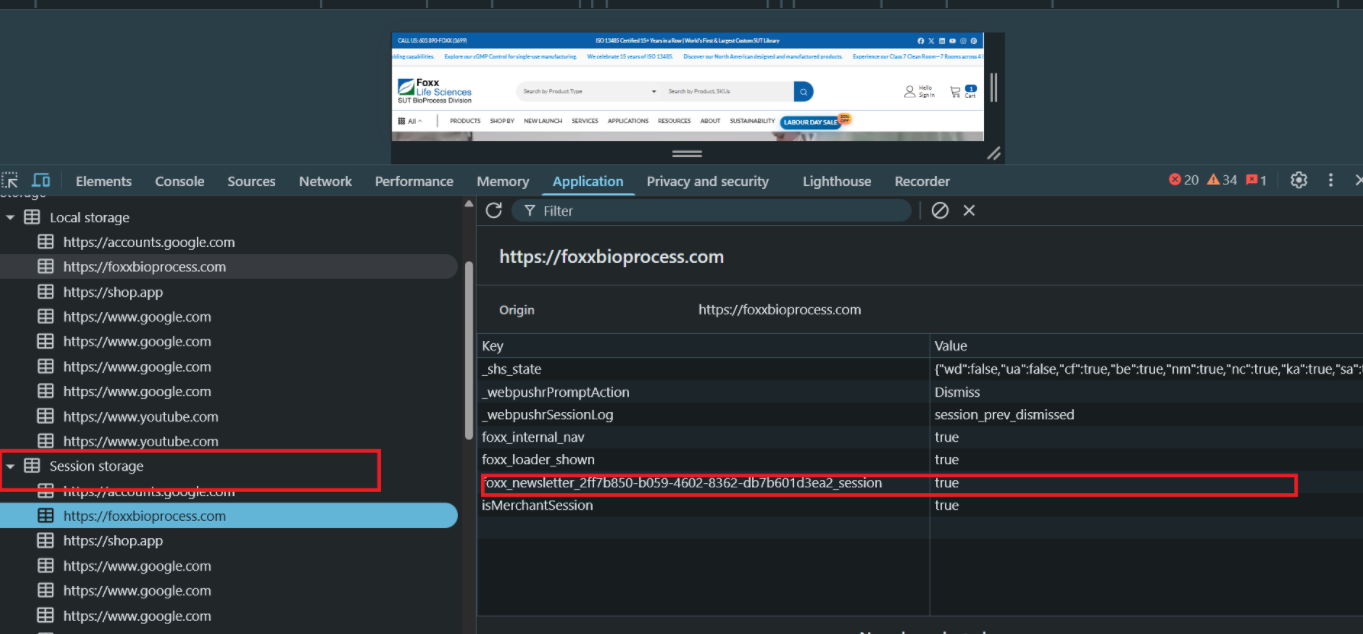 CALL US: 603 890-FOXX (3699) ISO 13485 Certified 15+ Years in a Row | World's First & Largest Custom SUT Library
lding capabilities. Explore our cGMP Control for single-use manufacturing. We celebrate 15 years of ISO 13485. Discover our North American designed and manufactured products. Experience our Class 7 Clean Room– 7 Rooms across 4
Foxx
Life Sciences
SUT BioProcess Division
Search by Product Type
Search by Product, SKUs
Hello
Sign In
1
Cart
All PRODUCTS SHOP BY NEW LAUNCH SERVICES APPLICATIONS RESOURCES ABOUT SUSTAINABILITY LABOUR DAY SALE
Elements Console Sources Network Performance Memory Application Privacy and security Lighthouse Recorder 20 34 1
storage
Local storage
https://accounts.google.com
https://foxxbioprocess.com
https://shop.app
https://www.google.com
https://www.google.com
https://www.google.com
https://www.google.com
https://www.youtube.com
https://www.youtube.com
Session storage
https://accounts.google.com
https://foxxbioprocess.com
https://shop.app
https://www.google.com
https://www.google.com
https://www.google.com
Filter
https://foxxbioprocess.com
Origin https://foxxbioprocess.com
Key Value
_shs_state {"wd":false,"ua":false,"cf":true,"be":true,"nm":true,"nc":true,"ka":true,"sa":
_webpushrPromptAction Dismiss
_webpushrSessionLog session_prev_dismissed
foxx_internal_nav true
foxx_loader_shown true
foxx_newsletter_2ff7b850-b059-4602-8362-db7b601d3ea2_session true
isMerchantSession true